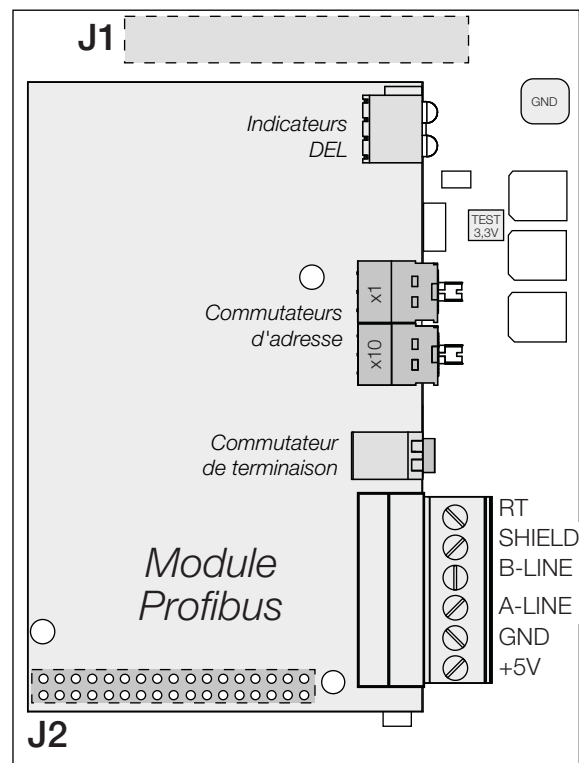 J1
Indicateurs
DEL
GND
TEST
3,3V
x1
Commutateurs
d'adresse
x10
Commutateur
de terminaison
Module
Profibus
RT
SHIELD
B-LINE
A-LINE
GND
+5V
J2